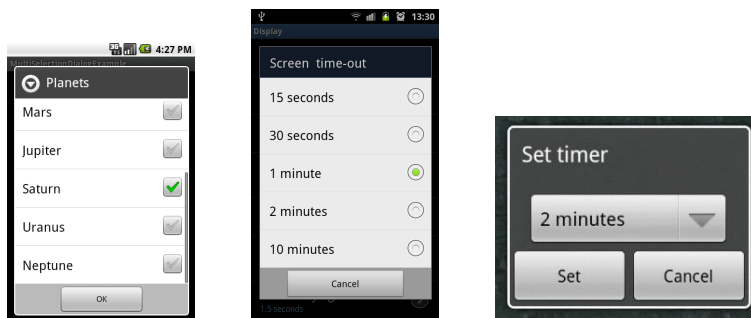 4:27 PM
MultiSelectionDialogExample
Planets
Mars
Jupiter
Saturn
Uranus
Neptune
OK
13:30
Display
Screen time-out
15 seconds
30 seconds
1 minute
2 minutes
10 minutes
Cancel
1.5 seconds
Set timer
2 minutes
Set
Cancel